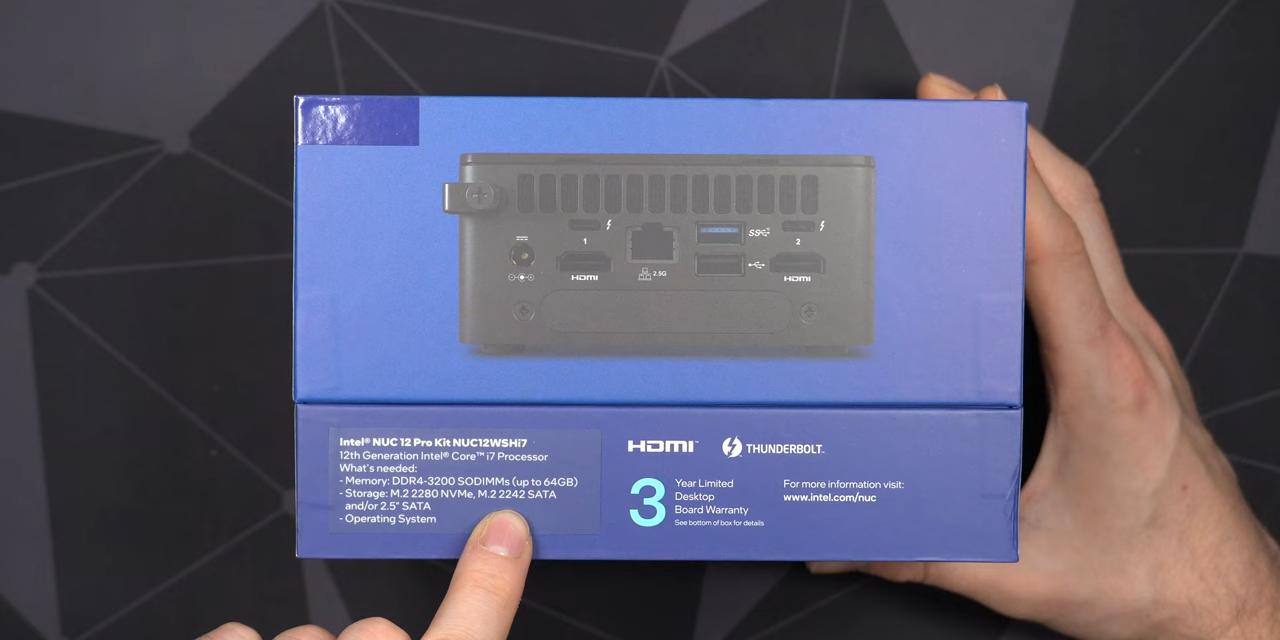 1
SS
2
HDMI
2.5G
HDMI
Intel® NUC 12 Pro Kit NUC12WSHi7
12th Generation Intel® Core™ i7 Processor
What's needed:
- Memory: DDR4-3200 SODIMMs (up to 64GB)
- Storage: M.2 2280 NVMe, M.2 2242 SATA
and/or 2.5" SATA
- Operating System
HDMI™
THUNDERBOLT™
3
Year Limited
Desktop
Board Warranty
See bottom of box for details
For more information visit:
www.intel.com/nuc